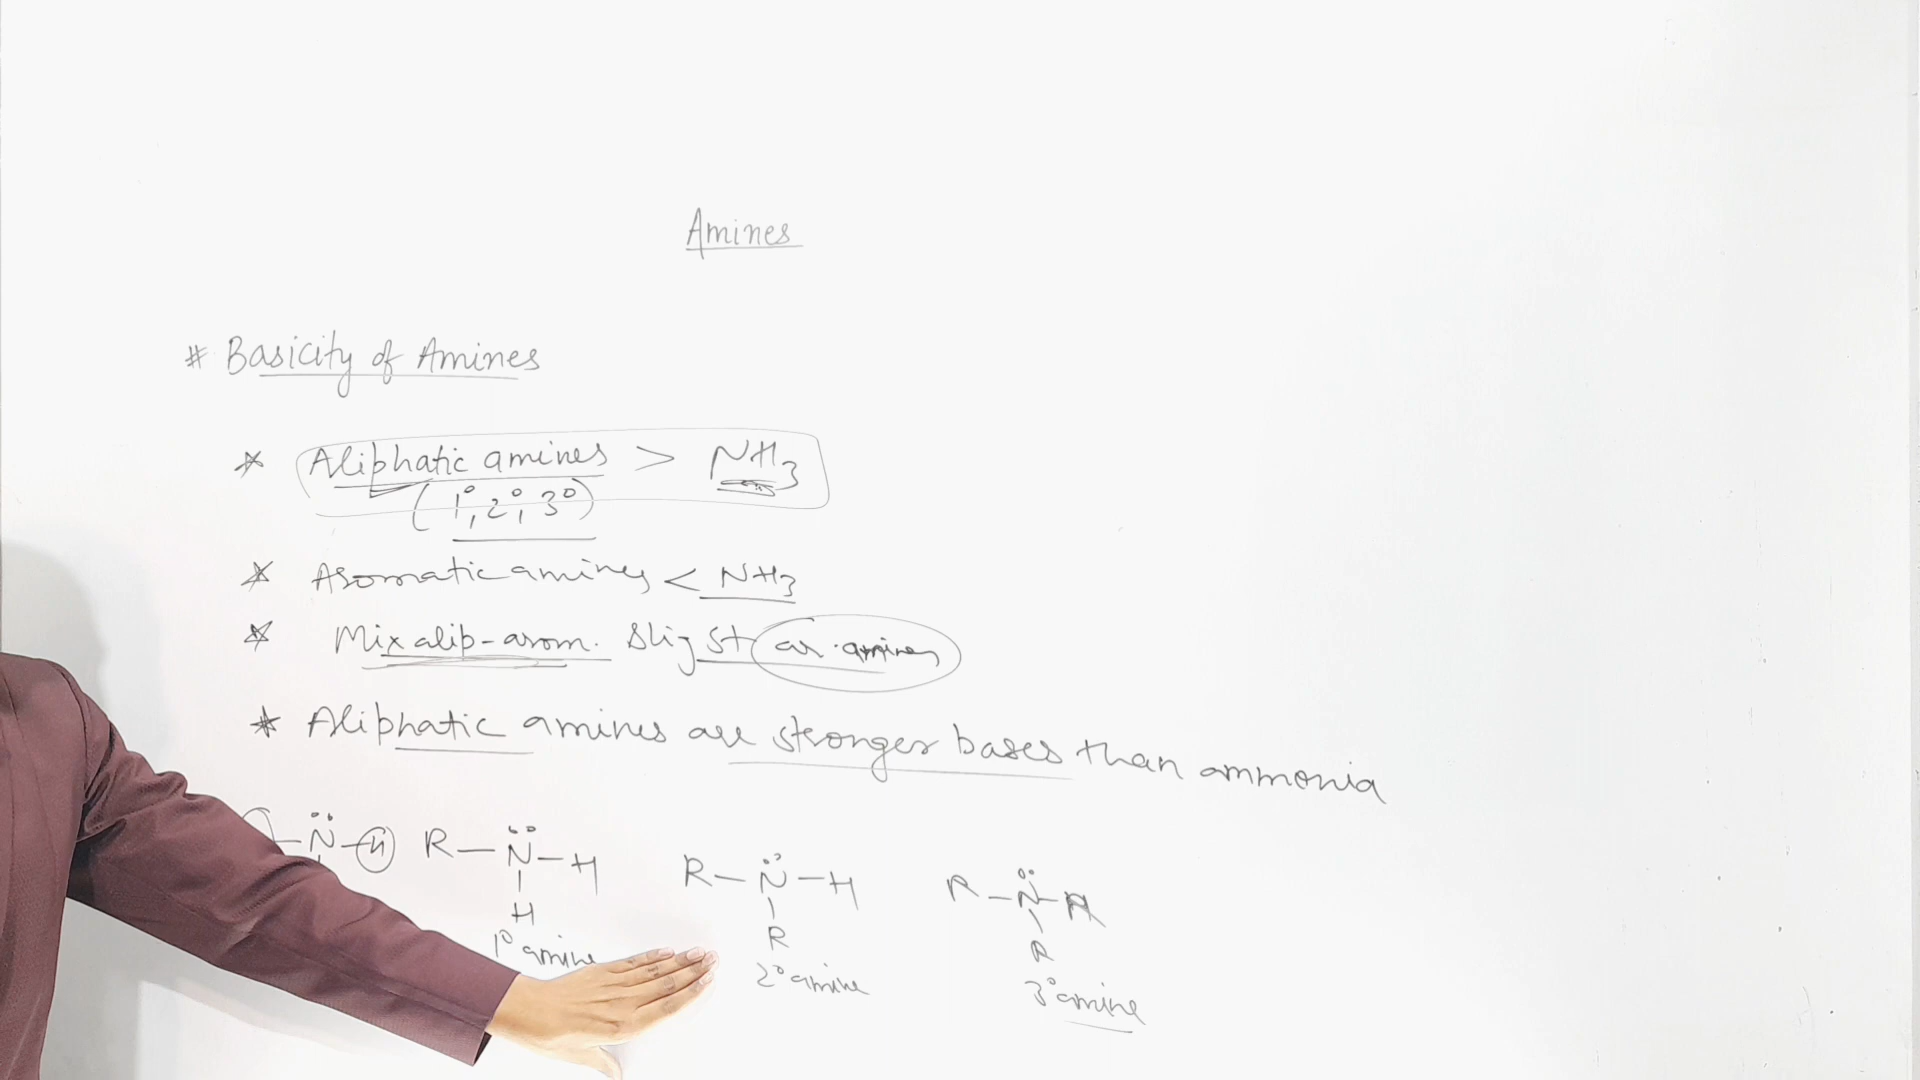 Amines
# Basicity of Amines
* Aliphatic amines > NH3
(1°, 2°, 3°)
* Aromatic amines < NH3
* Mix alip-arom. slig st ar. amines
* Aliphatic amines are stronger bases than ammonia
–N̈–H R–N̈–H R–N̈–H R–N̈–R
H R R
1° amine 2° amine 3° amine